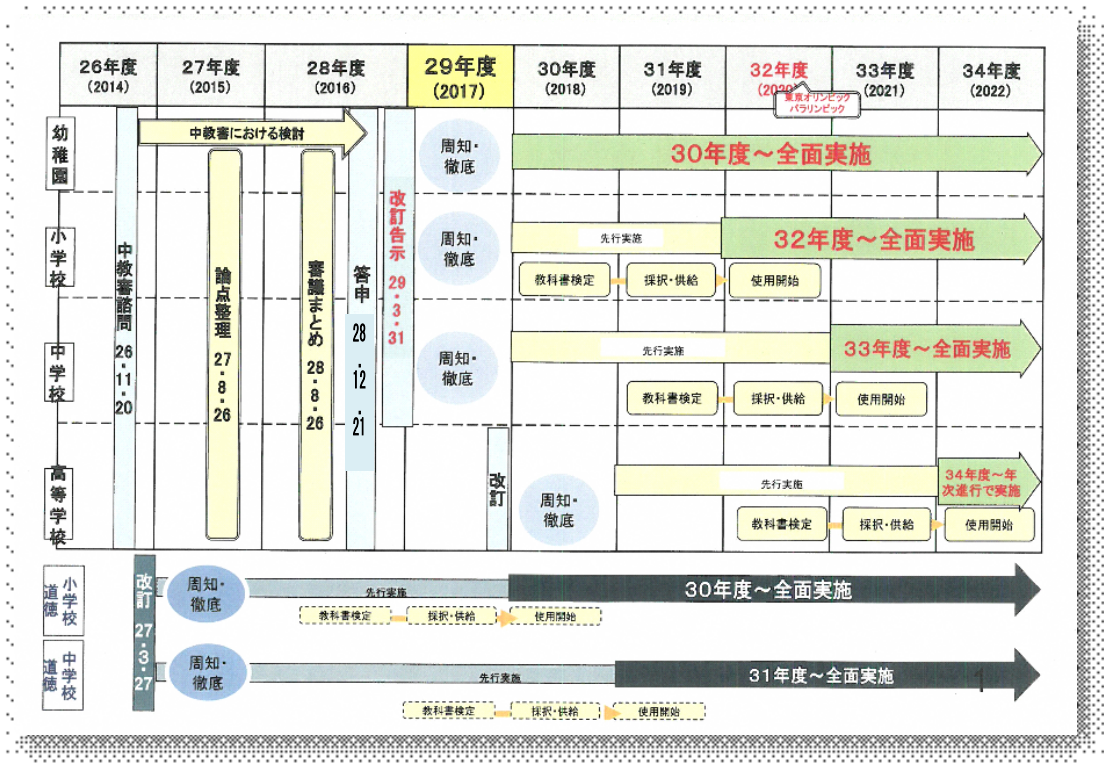 26年度
(2014)
27年度
(2015)
28年度
(2016)
29年度
(2017)
30年度
(2018)
31年度
(2019)
32年度
東京オリンピック
パラリンピック
33年度
(2021)
34年度
(2022)
幼稚園
小学校
中学校
高等学校
中教審諮問 26・11・20
中教審における検討
論点整理 27・8・26
審議まとめ 28・8・26
答申 28.12.21
改訂告示 29・3・31
周知・
徹底
30年度～全面実施
周知・
徹底
先行実施
32年度～全面実施
教科書検定
採択・供給
使用開始
周知・
徹底
先行実施
33年度～全面実施
教科書検定
採択・供給
使用開始
改訂
周知・
徹底
先行実施
34年度～年
次進行で実施
教科書検定
採択・供給
使用開始
小学校
道徳
改訂 27・3・27
周知・
徹底
先行実施
30年度～全面実施
教科書検定
採択・供給
使用開始
中学校
道徳
周知・
徹底
先行実施
31年度～全面実施
1
教科書検定
採択・供給
使用開始